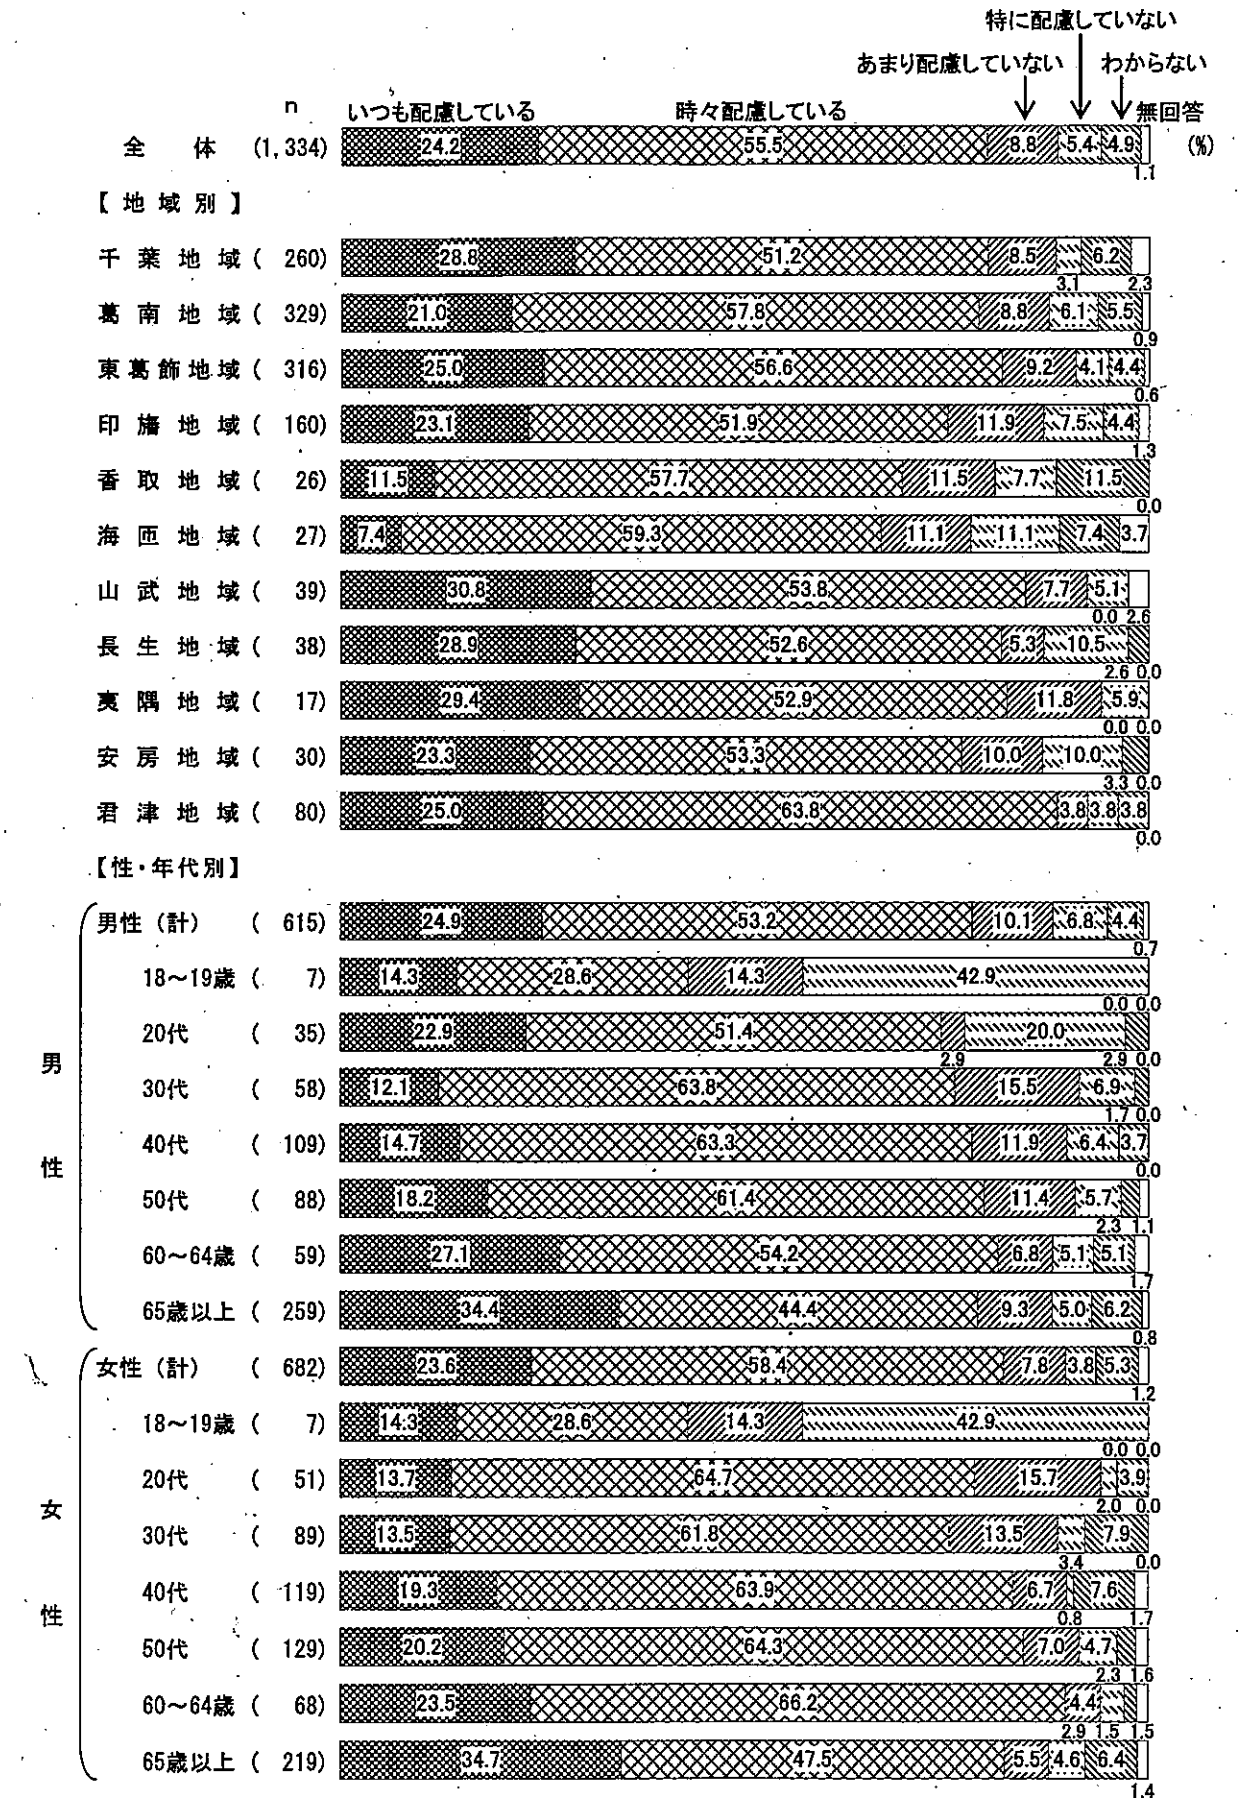 特に配慮していない
あまり配慮していない わからない
n いつも配慮している 時々配慮している 無回答
全体 (1,334) 24.2 55.5 8.8 5.4 4.9 (%)
1.1
【地域別】
千葉地域( 260) 28.8 51.2 8.5 6.2
3.1 2.3
葛南地域( 329) 21.0 57.8 8.8 6.1 5.5
0.9
東葛飾地域( 316) 25.0 56.6 9.2 4.1 4.4
0.6
印旛地域( 160) 23.1 51.9 11.9 7.5 4.4
1.3
香取地域( 26) 11.5 57.7 11.5 7.7 11.5
0.0
海匝地域( 27) 7.4 59.3 11.1 11.1 7.4 3.7
山武地域( 39) 30.8 53.8 7.7 5.1
0.0 2.6
長生地域( 38) 28.9 52.6 5.3 10.5
2.6 0.0
夷隅地域( 17) 29.4 52.9 11.8 5.9
0.0 0.0
安房地域( 30) 23.3 53.3 10.0 10.0
3.3 0.0
君津地域( 80) 25.0 63.8 3.8 3.8 3.8
0.0
【性・年代別】
男性(計) ( 615) 24.9 53.2 10.1 6.8 4.4
0.7
18～19歳 ( 7) 14.3 28.6 14.3 42.9
0.0 0.0
20代 ( 35) 22.9 51.4 20.0
2.9 2.9 0.0
男
30代 ( 58) 12.1 63.8 15.5 6.9
1.7 0.0
40代 ( 109) 14.7 63.3 11.9 6.4 3.7
0.0
性
50代 ( 88) 18.2 61.4 11.4 5.7
2.3 1.1
60～64歳 ( 59) 27.1 54.2 6.8 5.1 5.1
1.7
65歳以上 ( 259) 34.4 44.4 9.3 5.0 6.2
0.8
女性(計) ( 682) 23.6 58.4 7.8 3.8 5.3
1.2
18～19歳 ( 7) 14.3 28.6 14.3 42.9
0.0 0.0
20代 ( 51) 13.7 64.7 15.7 3.9
2.0 0.0
女
30代 ( 89) 13.5 61.8 13.5 7.9
3.4 0.0
40代 ( 119) 19.3 63.9 6.7 7.6
0.8 1.7
性
50代 ( 129) 20.2 64.3 7.0 4.7
2.3 1.6
60～64歳 ( 68) 23.5 66.2 4.4
2.9 1.5 1.5
65歳以上 ( 219) 34.7 47.5 5.5 4.6 6.4
1.4